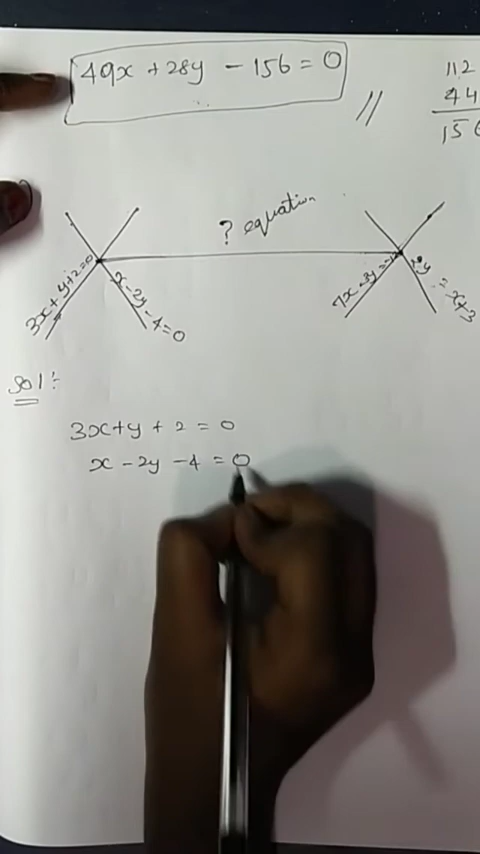 49x + 28y - 156 = 0
//
112
44
156
? equation
3x + y + 2 = 0
x - 2y - 4 = 0
7x - 3y = -12
2y = x + 3
Sol :-
3x + y + 2 = 0
x - 2y - 4 = 0